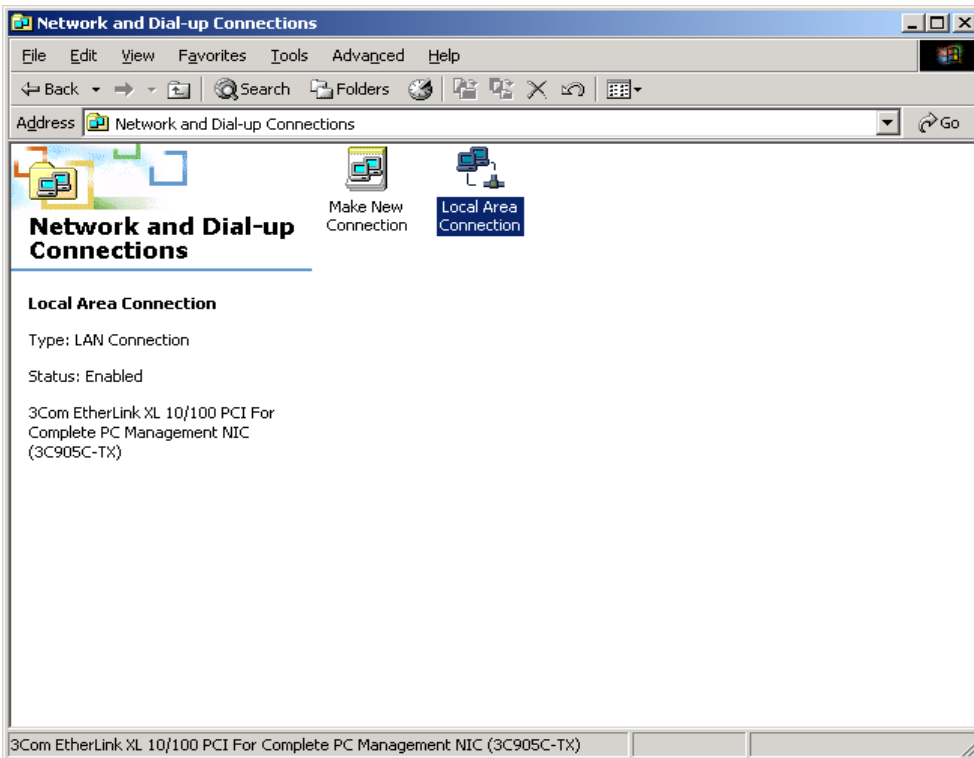 Network and Dial-up Connections
File Edit View Favorites Tools Advanced Help
Back Search Folders
Address Network and Dial-up Connections Go
Make New
Connection
Local Area
Connection
Network and Dial-up
Connections
Local Area Connection
Type: LAN Connection
Status: Enabled
3Com EtherLink XL 10/100 PCI For
Complete PC Management NIC
(3C905C-TX)
3Com EtherLink XL 10/100 PCI For Complete PC Management NIC (3C905C-TX)